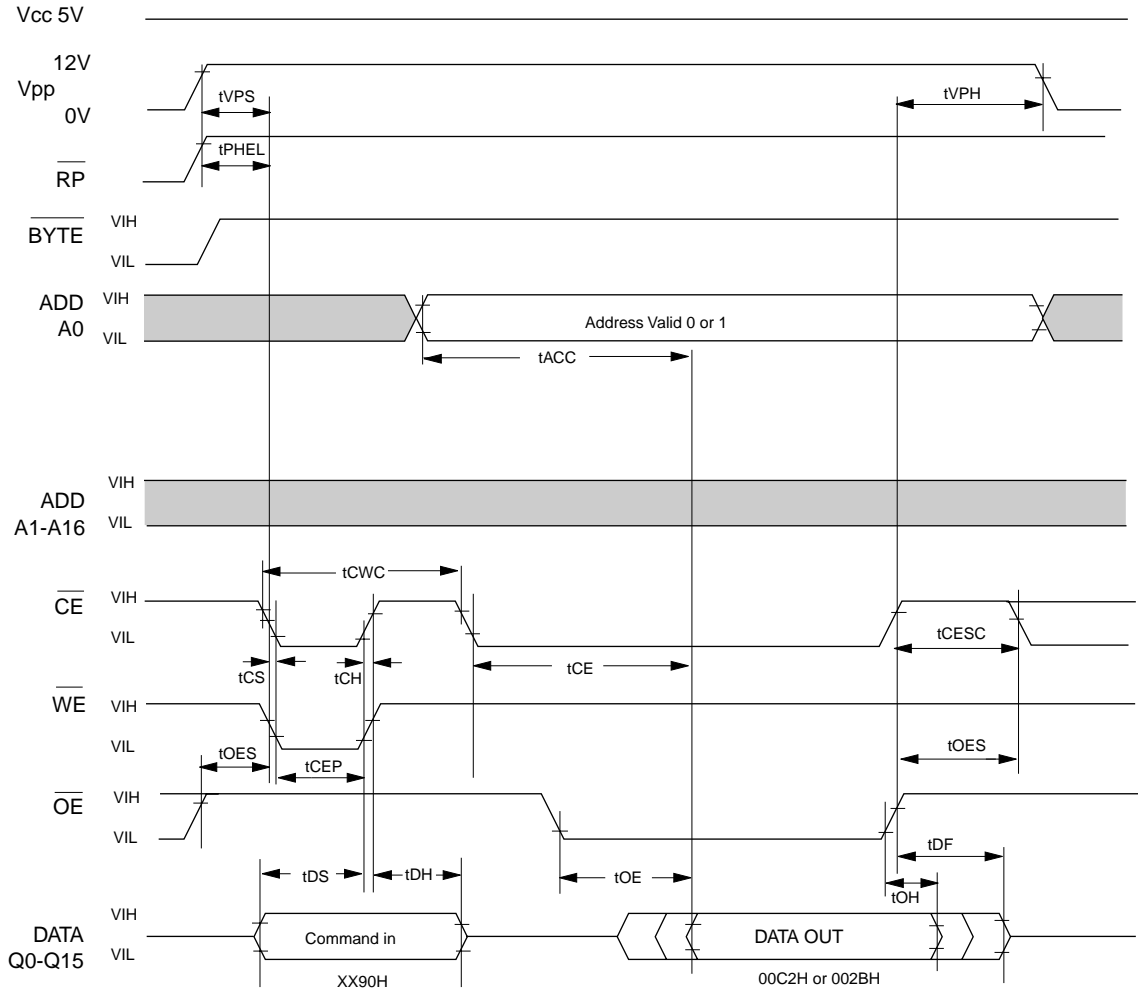 Vcc 5V
12V
Vpp
0V
tVPS
tVPH
RP
tPHEL
BYTE
VIH
VIL
ADD
A0
VIH
VIL
Address Valid 0 or 1
tACC
ADD
A1-A16
VIH
VIL
tCWC
CE
VIH
VIL
tCESC
tCS
tCH
tCE
WE
VIH
VIL
tOES
tCEP
tOES
OE
VIH
VIL
tDF
tDS
tDH
tOE
tOH
DATA
Q0-Q15
VIH
VIL
Command in
DATA OUT
XX90H
00C2H or 002BH